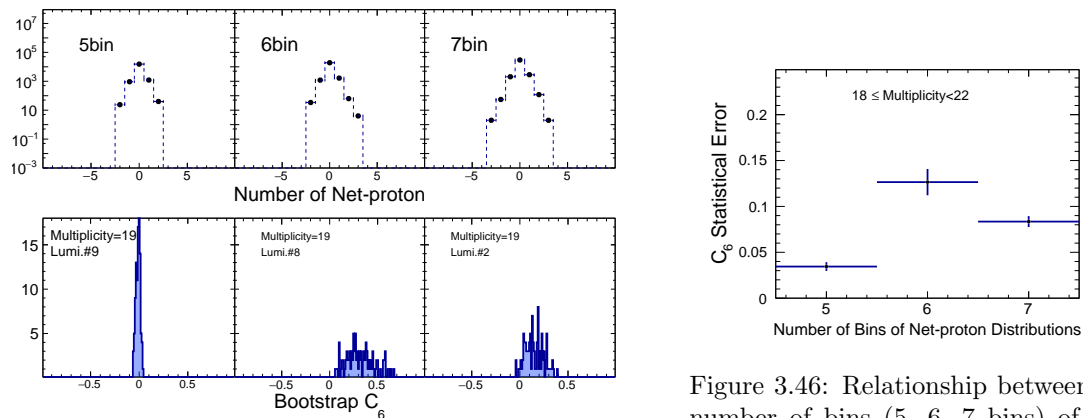 10^7
10^5
10^3
10
10^−1
10^−3
5bin
6bin
7bin
−5 0 5 −5 0 5 −5 0 5
Number of Net-proton
15
10
5
Multiplicity=19
Lumi.#9
Multiplicity=19
Lumi.#8
Multiplicity=19
Lumi.#2
−0.5 0 0.5 −0.5 0 0.5 −0.5 0 0.5
Bootstrap C_6
18 ≤ Multiplicity<22
C_6 Statistical Error
0.2
0.15
0.1
0.05
0
5 6 7
Number of Bins of Net-proton Distributions
Figure 3.46: Relationship between
number of bins (5, 6, 7 bins) of